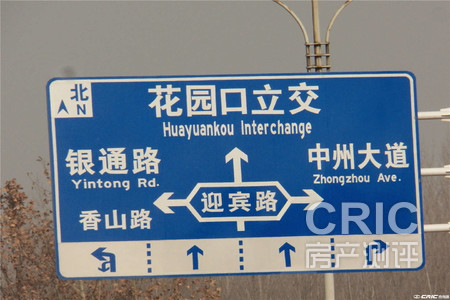 北
N
花园口立交
Huayuankou Interchange
银通路
Yintong Rd.
中州大道
Zhongzhou Ave.
香山路
迎宾路
CRIC
房产测评
CRIC